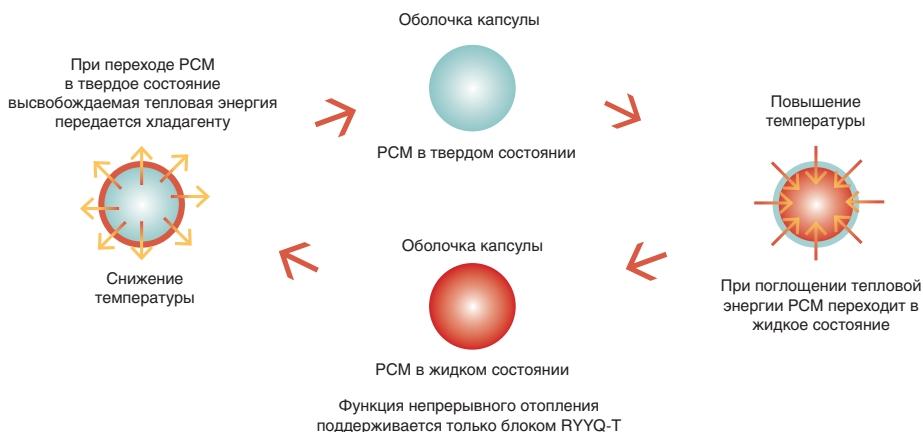 Оболочка капсулы
При переходе PCM
в твердое состояние
высвобождаемая тепловая энергия
передается хладагенту
PCM в твердом состоянии
Повышение
температуры
Снижение
температуры
Оболочка капсулы
При поглощении тепловой
энергии PCM переходит в
жидкое состояние
PCM в жидком состоянии
Функция непрерывного отопления
поддерживается только блоком RYYQ-T